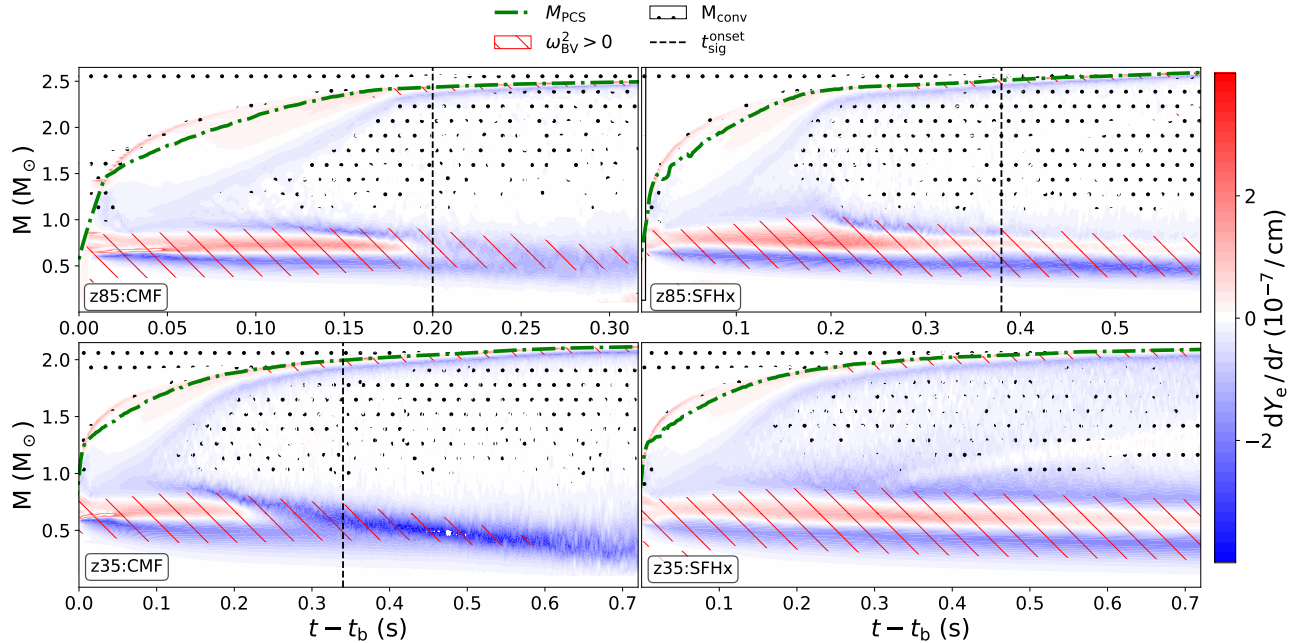 M_PCS
M_conv
ω²_BV > 0
t_sig^onset
2.5
2.0
1.5
1.0
0.5
M (M_⊙)
z85:CMF
0.00 0.05 0.10 0.15 0.20 0.25 0.30
z85:SFHx
0.1 0.2 0.3 0.4 0.5
2.0
1.5
1.0
0.5
M (M_⊙)
z35:CMF
0.0 0.1 0.2 0.3 0.4 0.5 0.6 0.7
t − t_b (s)
z35:SFHx
0.1 0.2 0.3 0.4 0.5 0.6 0.7
t − t_b (s)
2
0
−2
dY_e / dr (10⁻⁷ / cm)